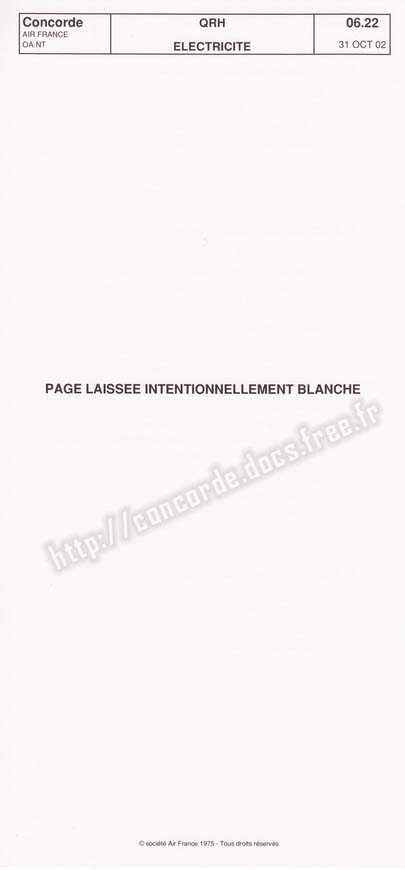 Concorde QRH 06.22
AIR FRANCE
OA.NT ELECTRICITE 31 OCT 02
PAGE LAISSEE INTENTIONNELLEMENT BLANCHE
http://concorde.docs.free.fr
© société Air France 1975 - Tous droits réservés